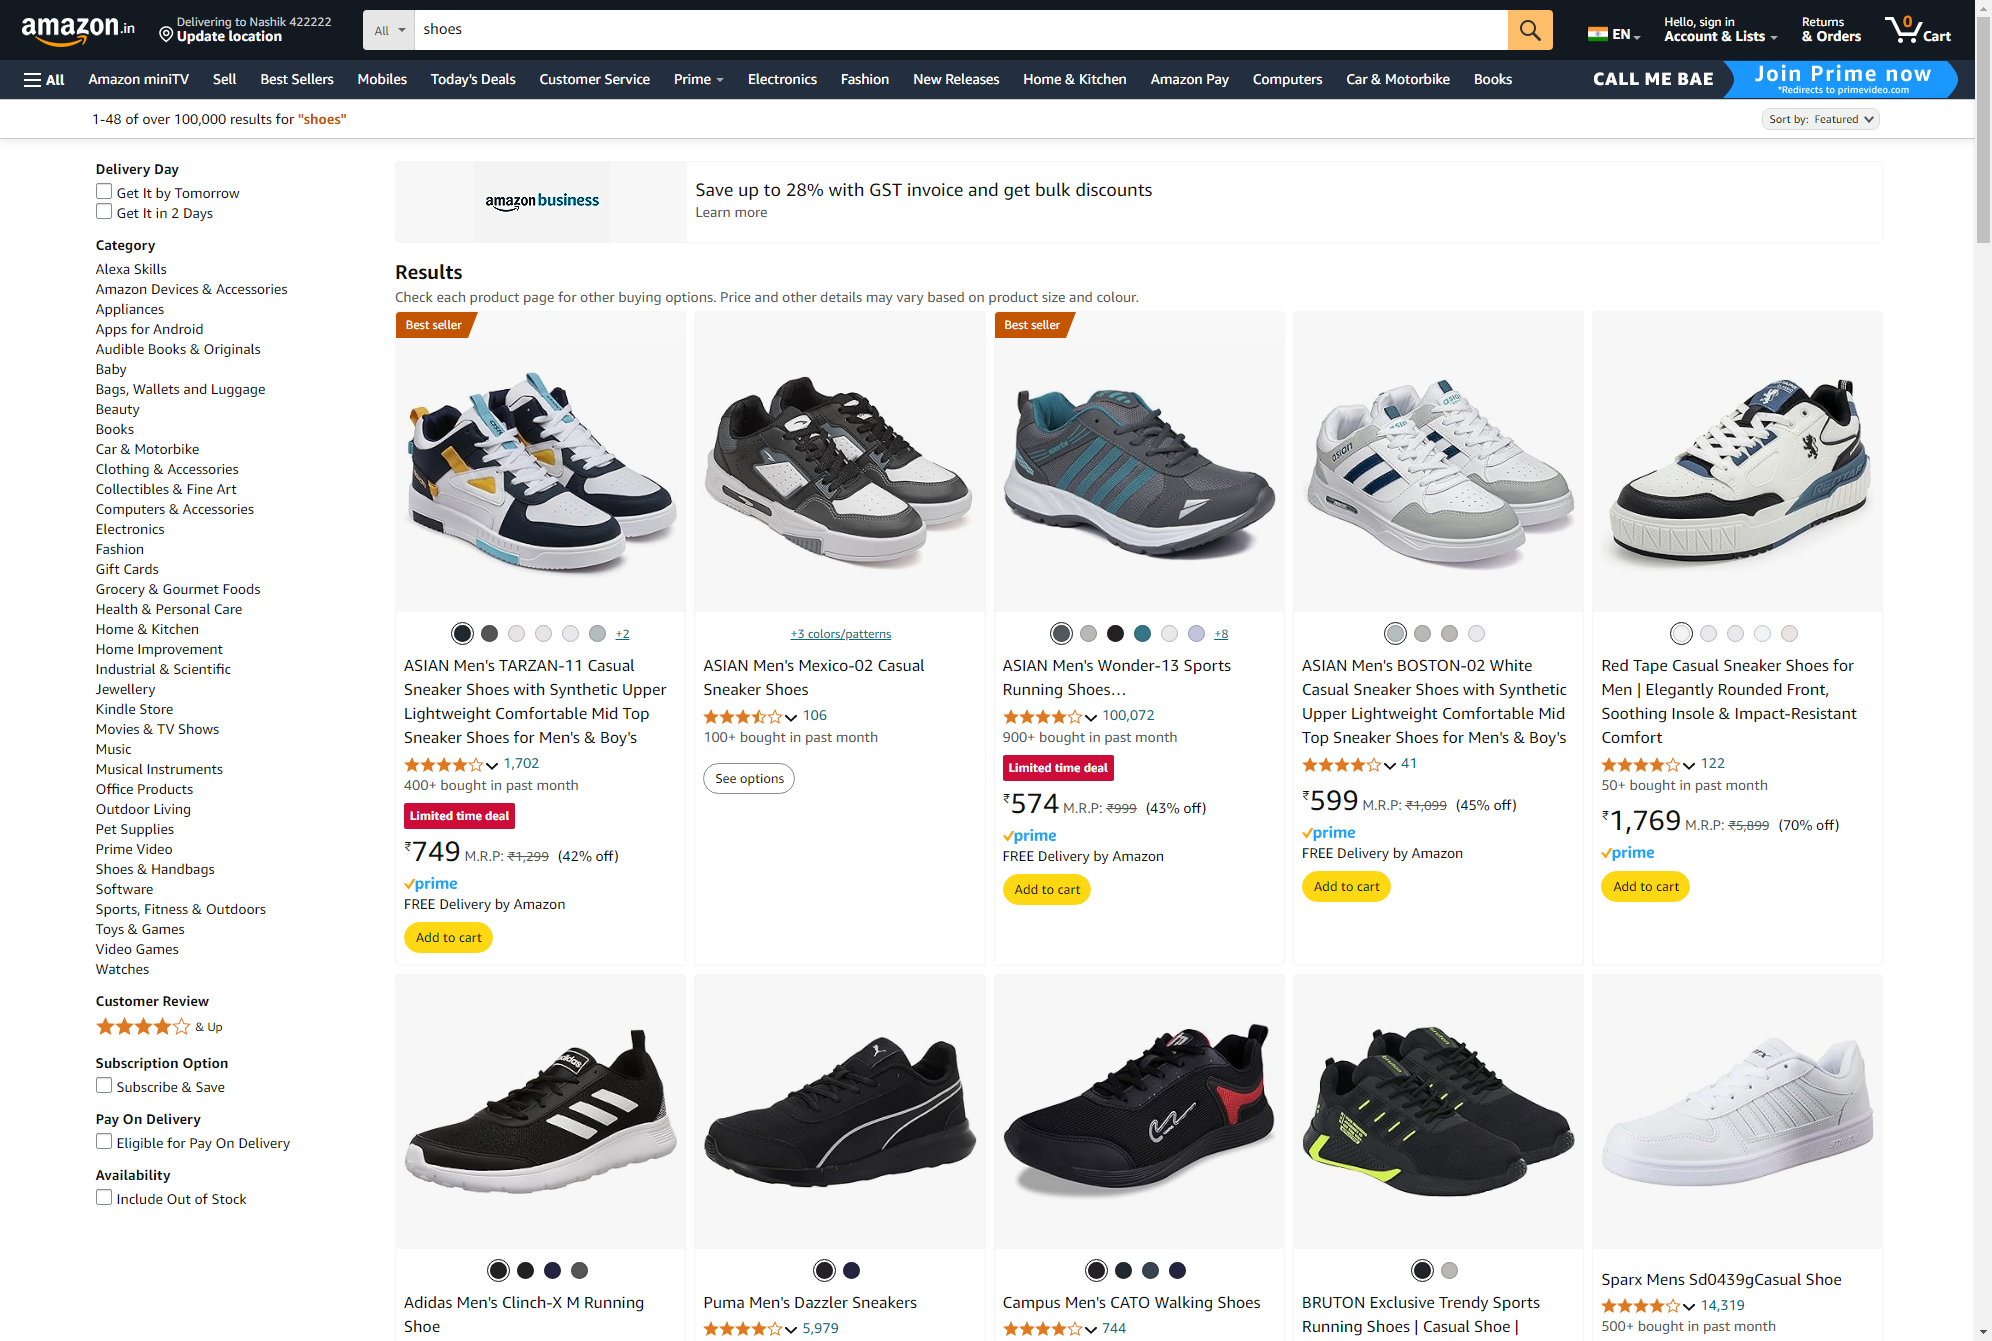 amazon.in
Delivering to Nashik 422222
Update location
All
shoes
EN
Hello, sign in
Account & Lists
Returns
& Orders
0
Cart
All
Amazon miniTV
Sell
Best Sellers
Mobiles
Today's Deals
Customer Service
Prime
Electronics
Fashion
New Releases
Home & Kitchen
Amazon Pay
Computers
Car & Motorbike
Books
CALL ME BAE
Join Prime now
*Redirects to primevideo.com
1-48 of over 100,000 results for "shoes"
Sort by: Featured
Delivery Day
Get It by Tomorrow
Get It in 2 Days
Category
Alexa Skills
Amazon Devices & Accessories
Appliances
Apps for Android
Audible Books & Originals
Baby
Bags, Wallets and Luggage
Beauty
Books
Car & Motorbike
Clothing & Accessories
Collectibles & Fine Art
Computers & Accessories
Electronics
Fashion
Gift Cards
Grocery & Gourmet Foods
Health & Personal Care
Home & Kitchen
Home Improvement
Industrial & Scientific
Jewellery
Kindle Store
Movies & TV Shows
Music
Musical Instruments
Office Products
Outdoor Living
Pet Supplies
Prime Video
Shoes & Handbags
Software
Sports, Fitness & Outdoors
Toys & Games
Video Games
Watches
Customer Review
& Up
Subscription Option
Subscribe & Save
Pay On Delivery
Eligible for Pay On Delivery
Availability
Include Out of Stock
amazon business
Save up to 28% with GST invoice and get bulk discounts
Learn more
Results
Check each product page for other buying options. Price and other details may vary based on product size and colour.
Best seller
+2
ASIAN Men's TARZAN-11 Casual
Sneaker Shoes with Synthetic Upper
Lightweight Comfortable Mid Top
Sneaker Shoes for Men's & Boy's
1,702
400+ bought in past month
Limited time deal
₹749 M.R.P: ₹1,299 (42% off)
prime
FREE Delivery by Amazon
Add to cart
+3 colors/patterns
ASIAN Men's Mexico-02 Casual
Sneaker Shoes
106
100+ bought in past month
See options
Best seller
+8
ASIAN Men's Wonder-13 Sports
Running Shoes…
100,072
900+ bought in past month
Limited time deal
₹574 M.R.P: ₹999 (43% off)
prime
FREE Delivery by Amazon
Add to cart
asian
ASIAN Men's BOSTON-02 White
Casual Sneaker Shoes with Synthetic
Upper Lightweight Comfortable Mid
Top Sneaker Shoes for Men's & Boy's
41
₹599 M.R.P: ₹1,099 (45% off)
prime
FREE Delivery by Amazon
Add to cart
REDTAPE
Red Tape Casual Sneaker Shoes for
Men | Elegantly Rounded Front,
Soothing Insole & Impact-Resistant
Comfort
122
50+ bought in past month
₹1,769 M.R.P: ₹5,899 (70% off)
prime
Add to cart
adidas
Adidas Men's Clinch-X M Running
Shoe
Puma Men's Dazzler Sneakers
5,979
Campus Men's CATO Walking Shoes
744
BRUTON Exclusive Trendy Sports
Running Shoes | Casual Shoe |
Sparx Mens Sd0439gCasual Shoe
14,319
500+ bought in past month